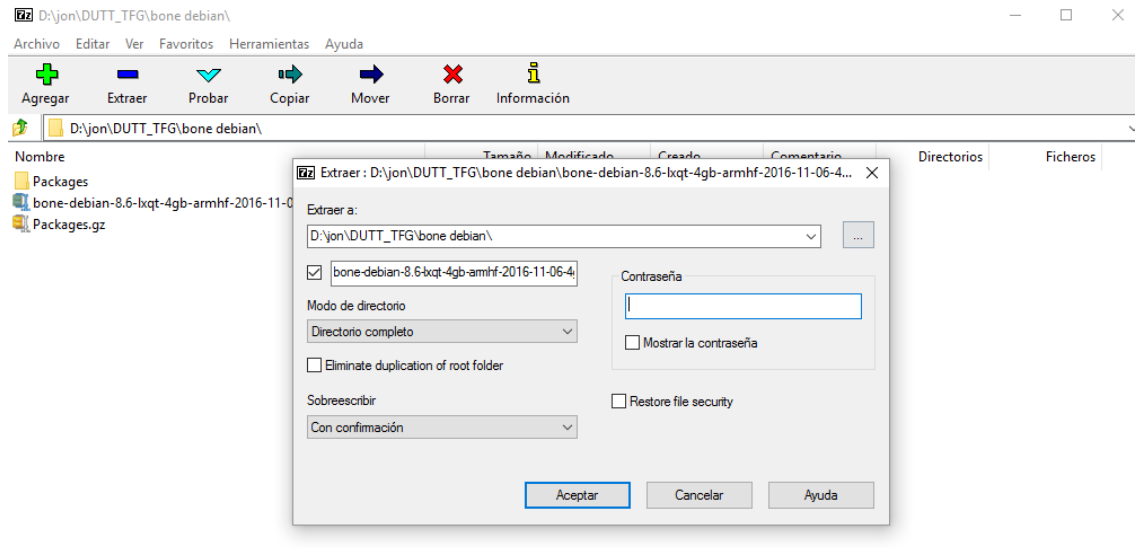 D:\jon\DUTT_TFG\bone debian\
Archivo Editar Ver Favoritos Herramientas Ayuda
Agregar Extraer Probar Copiar Mover Borrar Información
D:\jon\DUTT_TFG\bone debian\
Nombre Tamaño Modificado Creado Comentario Directorios Ficheros
Packages
bone-debian-8.6-lxqt-4gb-armhf-2016-11-0
Packages.gz
Extraer : D:\jon\DUTT_TFG\bone debian\bone-debian-8.6-lxqt-4gb-armhf-2016-11-06-4...
Extraer a:
D:\jon\DUTT_TFG\bone debian\
...
bone-debian-8.6-lxqt-4gb-armhf-2016-11-06-4
Contraseña
Modo de directorio
Directorio completo
Mostrar la contraseña
Eliminate duplication of root folder
Sobreescribir
Restore file security
Con confirmación
Aceptar Cancelar Ayuda